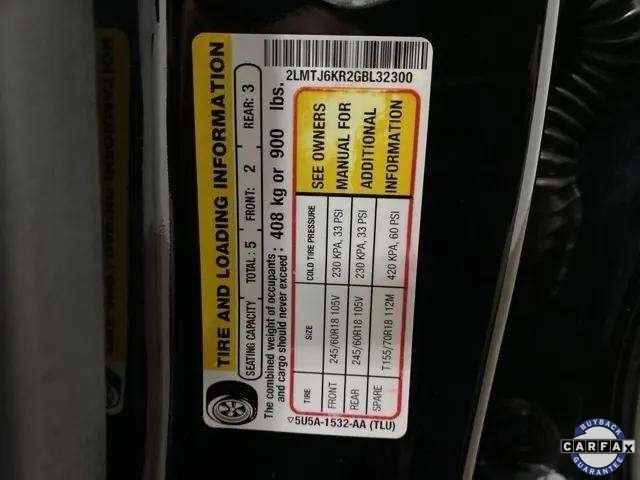 TIRE AND LOADING INFORMATION
SEATING CAPACITY TOTAL : 5 FRONT: 2 REAR: 3
The combined weight of occupants and cargo should never exceed : 408 kg or 900 lbs.
TIRE SIZE COLD TIRE PRESSURE SEE OWNERS
FRONT 245/60R18 105V 230 KPA, 33 PSI MANUAL FOR
REAR 245/60R18 105V 230 KPA, 33 PSI ADDITIONAL
SPARE T155/70R18 112M 420 KPA, 60 PSI INFORMATION
▽5U5A-1532-AA (TLU) 2LMTJ6KR2GBL32300
BUYBACK
CARFAX
GUARANTEE